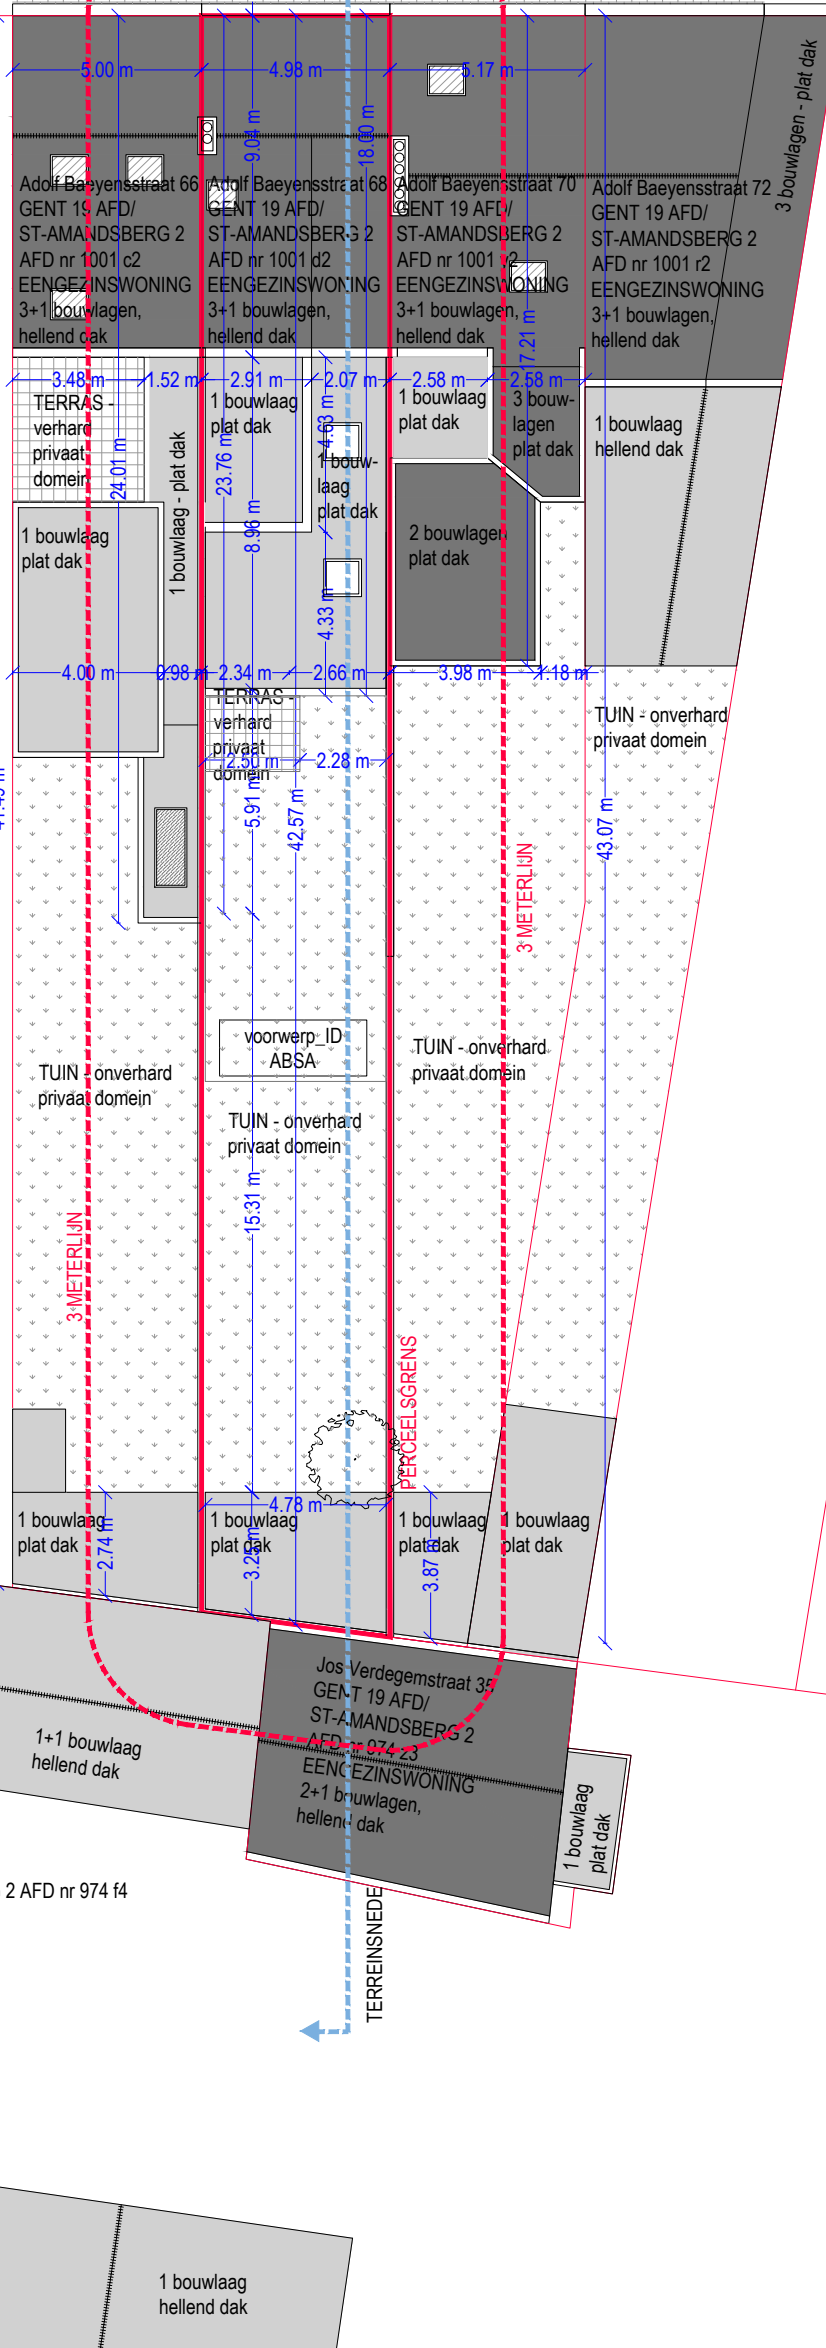 5.00 m
4.98 m
5.17 m
3 bouwlagen - plat dak
9.04 m
18.00 m
Adolf Baeyensstraat 66
GENT 19 AFD/
ST-AMANDSBERG 2
AFD nr 1001 c2
EENGEZINSWONING
3+1 bouwlagen,
hellend dak
Adolf Baeyensstraat 68
GENT 19 AFD/
ST-AMANDSBERG 2
AFD nr 1001 d2
EENGEZINSWONING
3+1 bouwlagen,
hellend dak
Adolf Baeyensstraat 70
GENT 19 AFD/
ST-AMANDSBERG 2
AFD nr 1001
EENGEZINSWONING
3+1 bouwlagen,
hellend dak
Adolf Baeyensstraat 72
GENT 19 AFD/
ST-AMANDSBERG 2
AFD nr 1001 r2
EENGEZINSWONING
3+1 bouwlagen,
hellend dak
17.21 m
3.48 m
1.52 m
2.91 m
2.07 m
2.58 m
2.58 m
TERRAS -
verhard
privaat
domein
24.01 m
1 bouwlaag - plat dak
1 bouwlaag
plat dak
23.76 m
8.96 m
4.63 m
1 bouw-
laag
plat dak
1 bouwlaag
plat dak
3 bouw-
lagen
plat dak
1 bouwlaag
hellend dak
1 bouwlaag
plat dak
2 bouwlagen
plat dak
4.33 m
4.00 m
0.98 m
2.34 m
2.66 m
3.98 m
1.18 m
TERRAS -
verhard
privaat
domein
2.50 m
2.28 m
5.91 m
42.57 m
TUIN - onverhard
privaat domein
43.07 m
3 METERLIJN
voorwerp_ID
ABSA
TUIN - onverhard
privaat domein
TUIN - onverhard
privaat domein
TUIN - onverhard
privaat domein
15.31 m
3 METERLIJN
PERCEELSGRENS
4.78 m
1 bouwlaag
plat dak
2.74 m
1 bouwlaag
plat dak
3.25 m
1 bouwlaag
plat dak
3.87 m
1 bouwlaag
plat dak
Jos Verdegemstraat 35
GENT 19 AFD/
ST-AMANDSBERG 2
AFD nr 974 z3
EENGEZINSWONING
2+1 bouwlagen,
hellend dak
1+1 bouwlaag
hellend dak
1 bouwlaag
plat dak
2 AFD nr 974 f4
TERREINSNEDE
1 bouwlaag
hellend dak